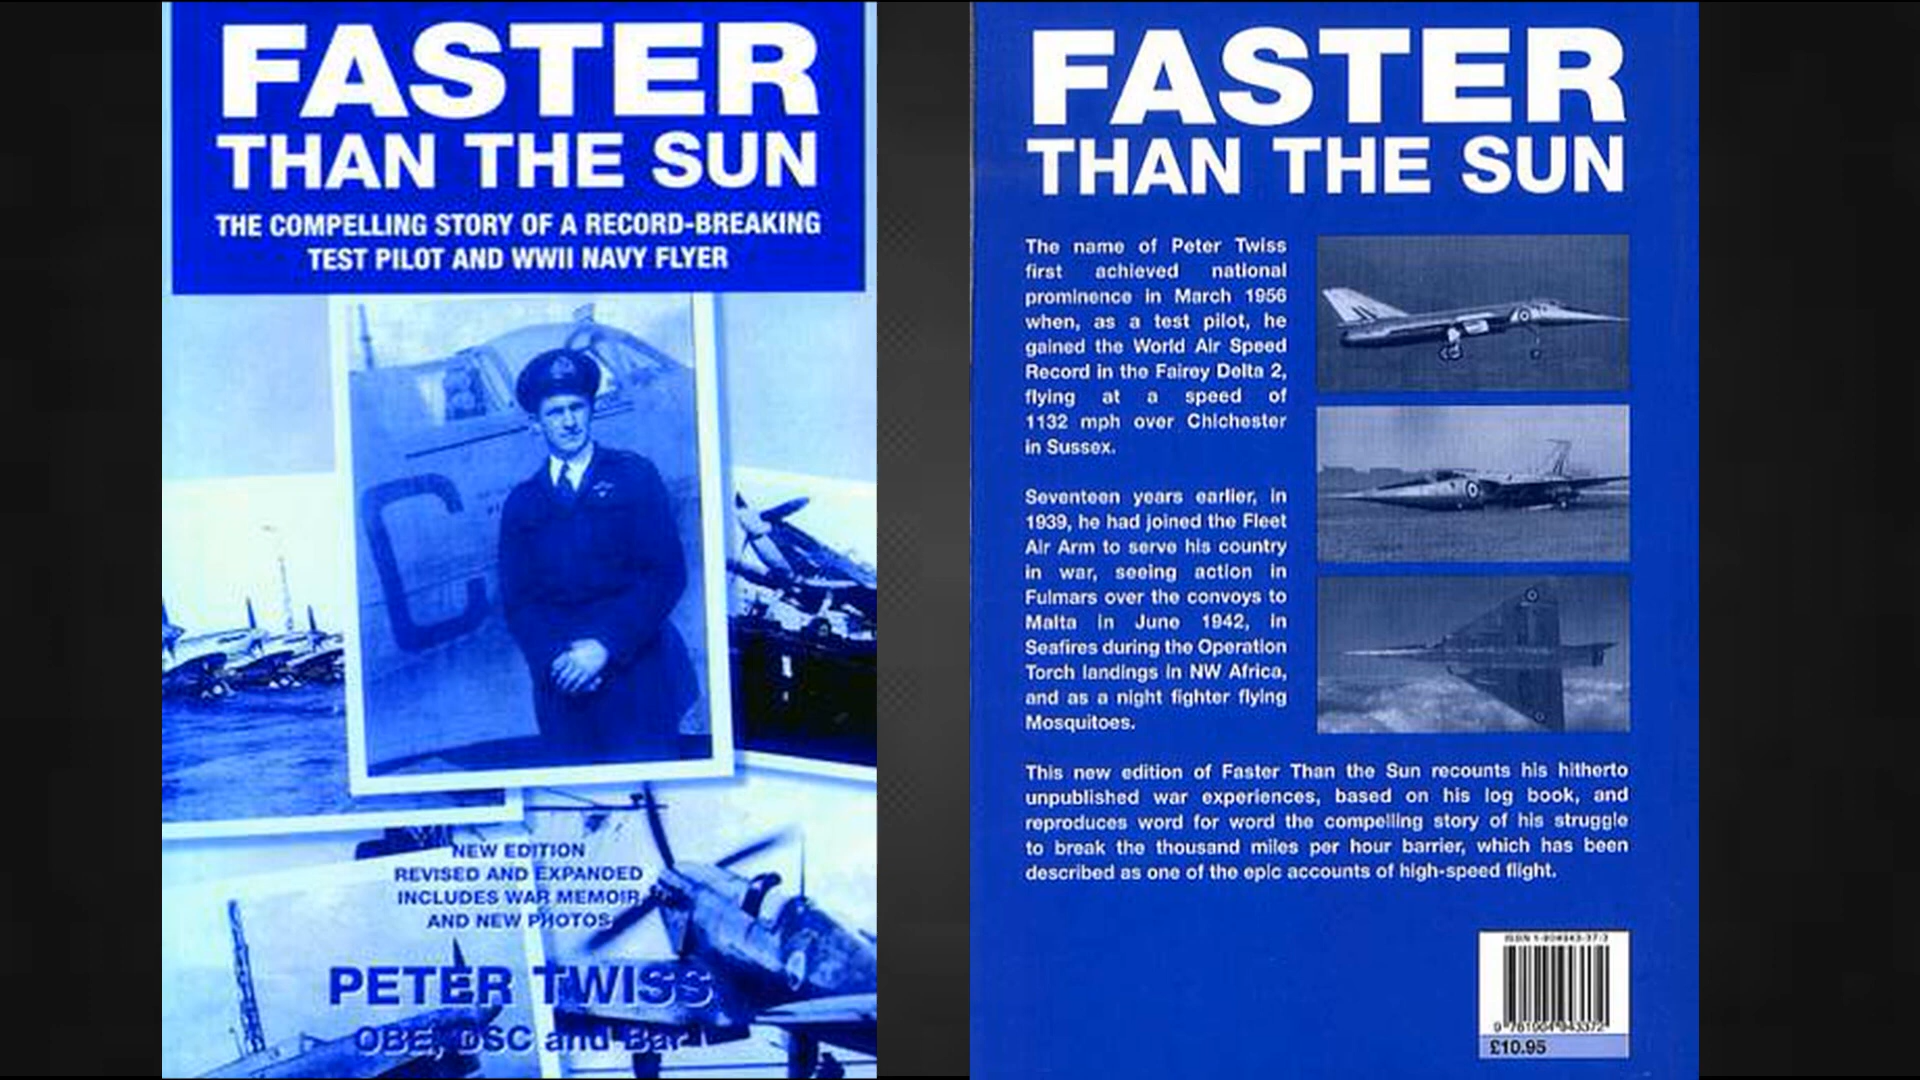 FASTER
THAN THE SUN
THE COMPELLING STORY OF A RECORD-BREAKING
TEST PILOT AND WWII NAVY FLYER
C
NEW EDITION
REVISED AND EXPANDED
INCLUDES WAR MEMOIR
AND NEW PHOTOS
PETER TWISS
OBE, DSC and Bar
FASTER
THAN THE SUN
The name of Peter Twiss
first achieved national
prominence in March 1956
when, as a test pilot, he
gained the World Air Speed
Record in the Fairey Delta 2,
flying at a speed of
1132 mph over Chichester
in Sussex.
Seventeen years earlier, in
1939, he had joined the Fleet
Air Arm to serve his country
in war, seeing action in
Fulmars over the convoys to
Malta in June 1942, in
Seafires during the Operation
Torch landings in NW Africa,
and as a night fighter flying
Mosquitoes.
This new edition of Faster Than the Sun recounts his hitherto
unpublished war experiences, based on his log book, and
reproduces word for word the compelling story of his struggle
to break the thousand miles per hour barrier, which has been
described as one of the epic accounts of high-speed flight.
ISBN 1-904943-37-2
9 781904 943372
£10.95